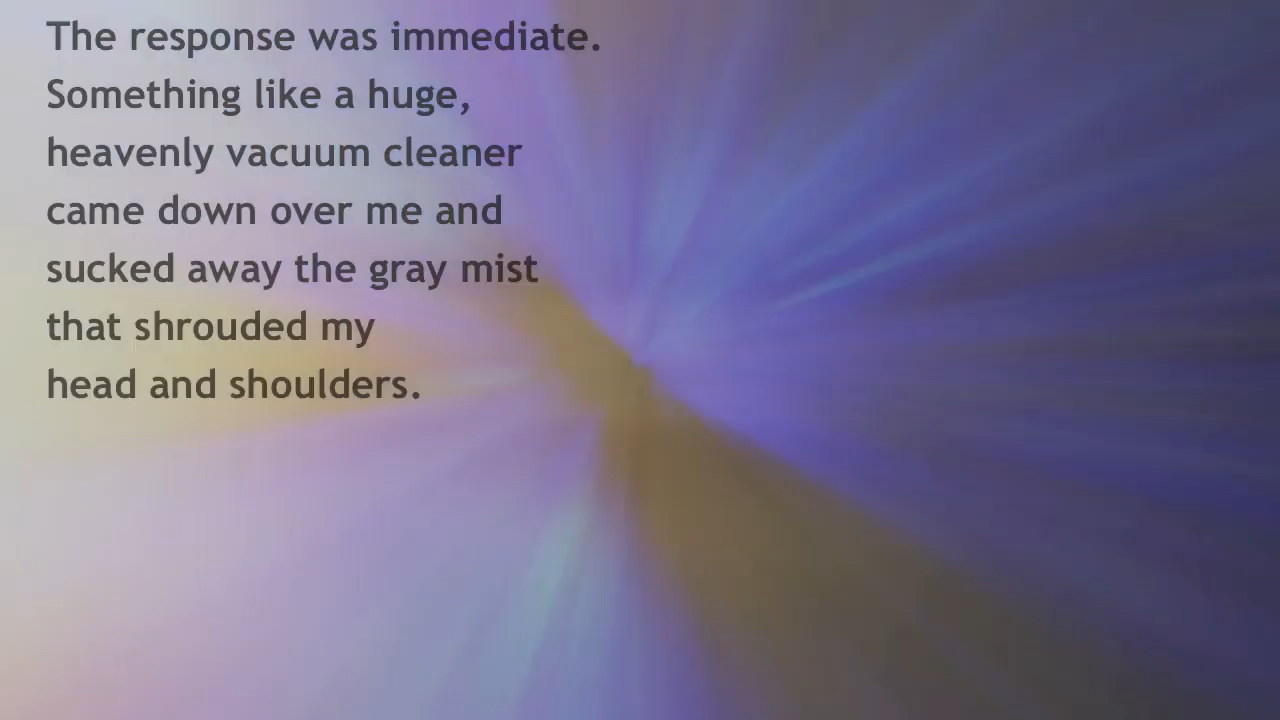 The response was immediate.
Something like a huge,
heavenly vacuum cleaner
came down over me and
sucked away the gray mist
that shrouded my
head and shoulders.